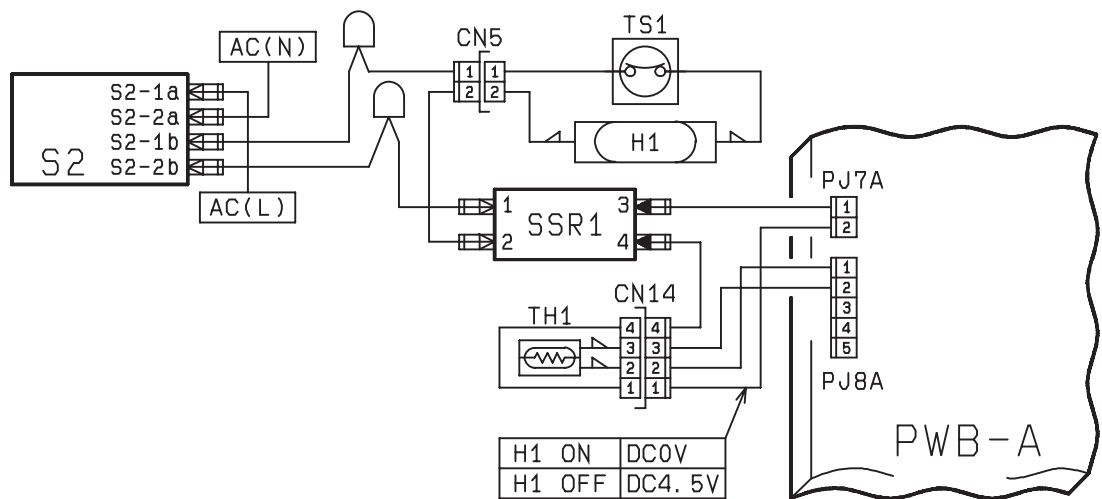 TS1
CN5
AC(N)
1 1
2 2
S2-1a
S2-2a
S2-1b
S2-2b
S2
H1
AC(L)
PJ7A
1
2
1 3
SSR1
2 4
1
2
3
4
5
PJ8A
CN14
TH1
4 4
3 3
2 2
1 1
PWB-A
H1 ON DC0V
H1 OFF DC4.5V